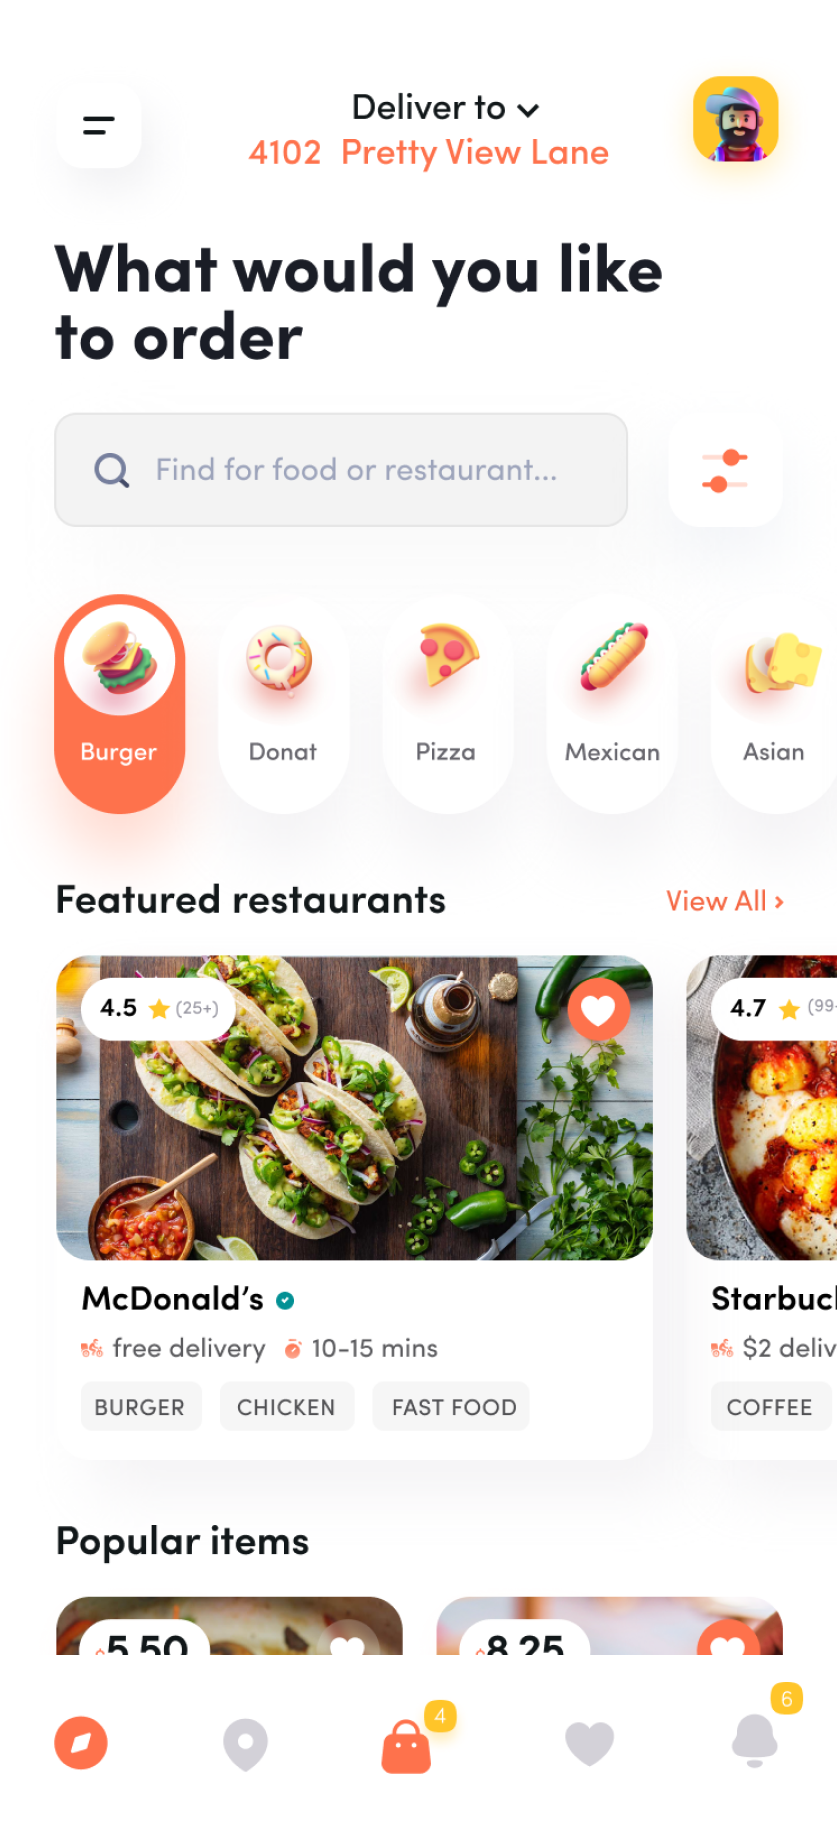 Deliver to
4102 Pretty View Lane
What would you like
to order
Find for food or restaurant...
Burger
Donat
Pizza
Mexican
Asian
Featured restaurants
View All ›
4.5 (25+)
4.7 (99+
McDonald’s
free delivery 10-15 mins
BURGER CHICKEN FAST FOOD
$2 deliv
COFFEE
Popular items
$5.50
$8.25
4
6